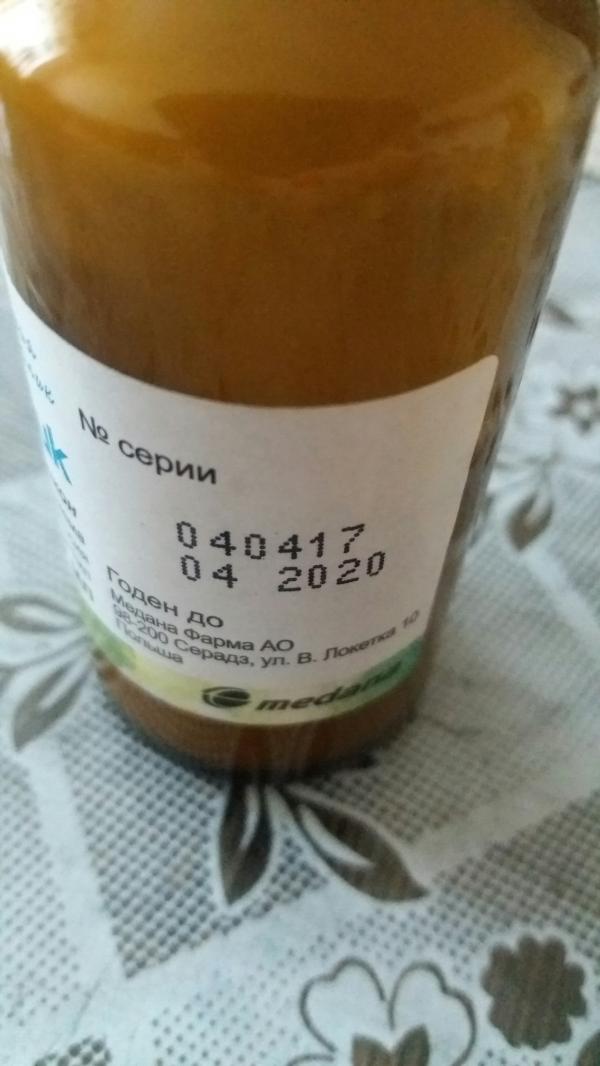 № серии
040417
04 2020
Годен до
Медана Фарма АО
98-200 Серадз, ул. В. Локетка 10
Польша
medana